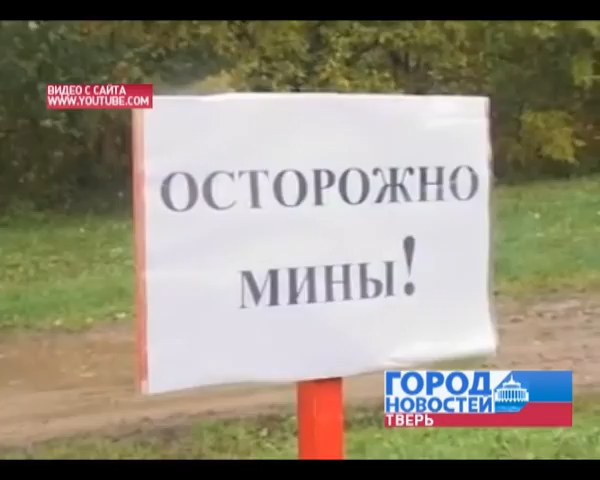 ВИДЕО С САЙТА
WWW.YOUTUBE.COM
ОСТОРОЖНО
МИНЫ!
ГОРОД
НОВОСТЕЙ
ТВЕРЬ